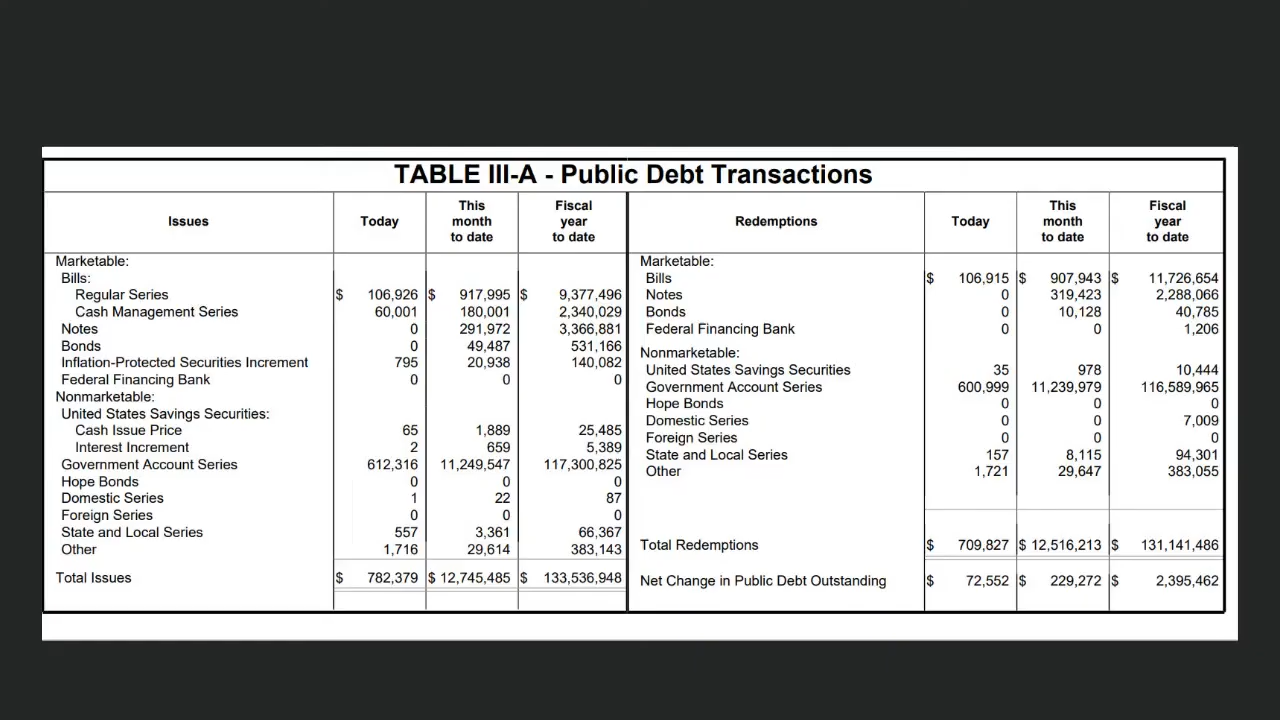 TABLE III-A - Public Debt Transactions
Issues Today This month to date Fiscal year to date
Marketable:
Bills:
Regular Series $ 106,926 $ 917,995 $ 9,377,496
Cash Management Series 60,001 180,001 2,340,029
Notes 0 291,972 3,366,881
Bonds 0 49,487 531,166
Inflation-Protected Securities Increment 795 20,938 140,082
Federal Financing Bank 0 0 0
Nonmarketable:
United States Savings Securities:
Cash Issue Price 65 1,889 25,485
Interest Increment 2 659 5,389
Government Account Series 612,316 11,249,547 117,300,825
Hope Bonds 0 0 0
Domestic Series 1 22 87
Foreign Series 0 0 0
State and Local Series 557 3,361 66,367
Other 1,716 29,614 383,143
Total Issues $ 782,379 $ 12,745,485 $ 133,536,948
Redemptions Today This month to date Fiscal year to date
Marketable:
Bills $ 106,915 $ 907,943 $ 11,726,654
Notes 0 319,423 2,288,066
Bonds 0 10,128 40,785
Federal Financing Bank 0 0 1,206
Nonmarketable:
United States Savings Securities 35 978 10,444
Government Account Series 600,999 11,239,979 116,589,965
Hope Bonds 0 0 0
Domestic Series 0 0 7,009
Foreign Series 0 0 0
State and Local Series 157 8,115 94,301
Other 1,721 29,647 383,055
Total Redemptions $ 709,827 $ 12,516,213 $ 131,141,486
Net Change in Public Debt Outstanding $ 72,552 $ 229,272 $ 2,395,462